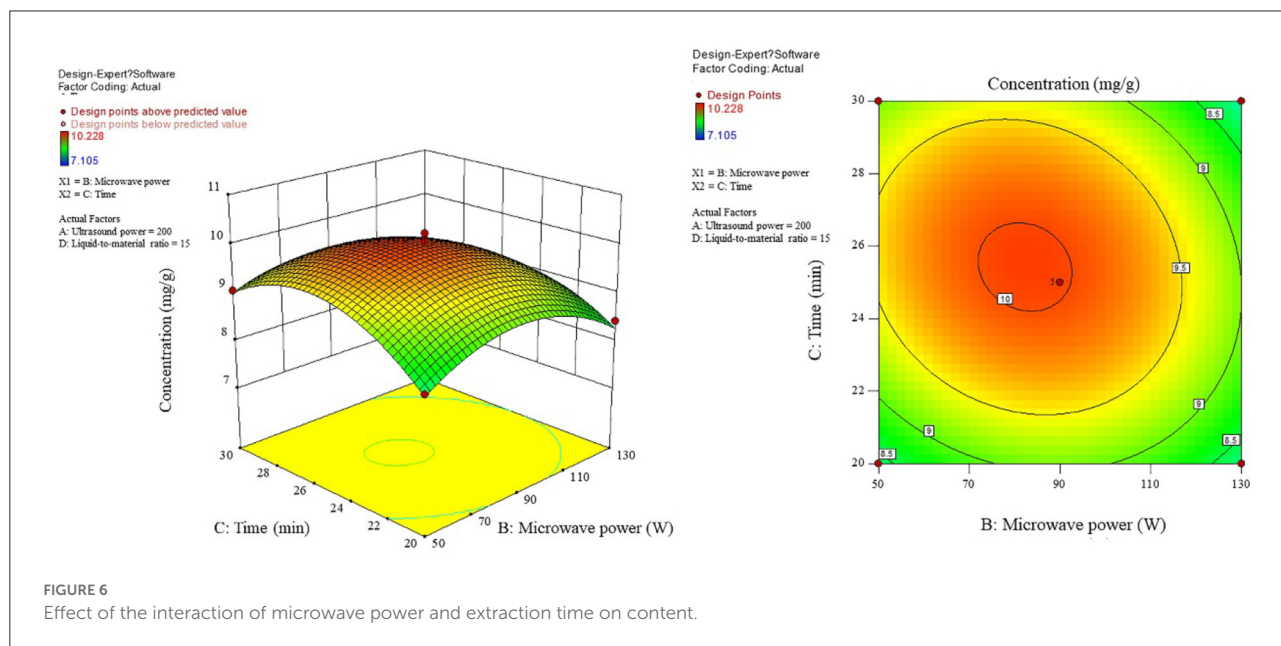 Design-Expert?Software
Factor Coding: Actual
Design points above predicted value
Design points below predicted value
10.228
7.105
X1 = B: Microwave power
X2 = C: Time
Actual Factors
A: Ultrasound power = 200
D: Liquid-to-material ratio = 15
Concentration (mg/g)
11
10
9
8
7
30
28
26
24
22
20
C: Time (min)
50
70
90
110
130
B: Microwave power (W)
Design-Expert?Software
Factor Coding: Actual
Design Points
10.228
7.105
X1 = B: Microwave power
X2 = C: Time
Actual Factors
A: Ultrasound power = 200
D: Liquid-to-material ratio = 15
Concentration (mg/g)
C: Time (min)
30
28
26
24
22
20
8.5
9
9.5
10
5
9
9
8.5
8.5
50
70
90
110
130
B: Microwave power (W)
FIGURE 6
Effect of the interaction of microwave power and extraction time on content.